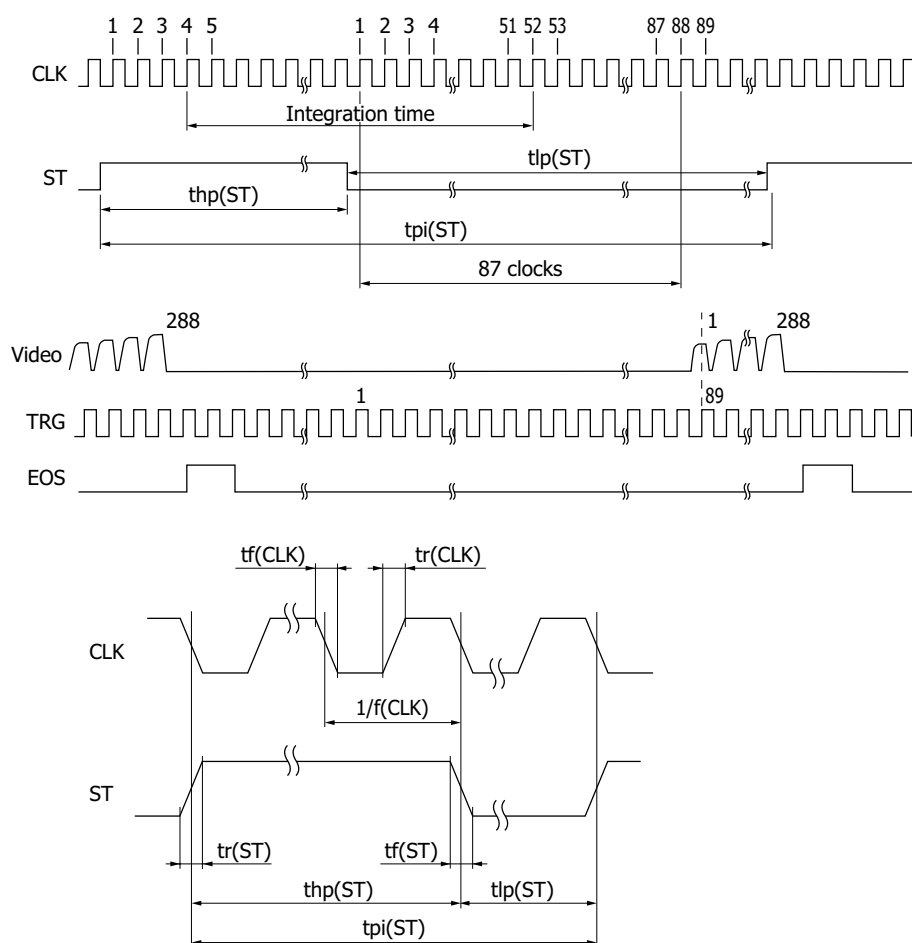 1 2 3 4 5 1 2 3 4 51 52 53 87 88 89
CLK
Integration time
ST
tlp(ST)
thp(ST)
tpi(ST)
87 clocks
288 1 288
Video
1 89
TRG
EOS
tf(CLK) tr(CLK)
CLK
1/f(CLK)
ST
tr(ST) tf(ST)
thp(ST) tlp(ST)
tpi(ST)